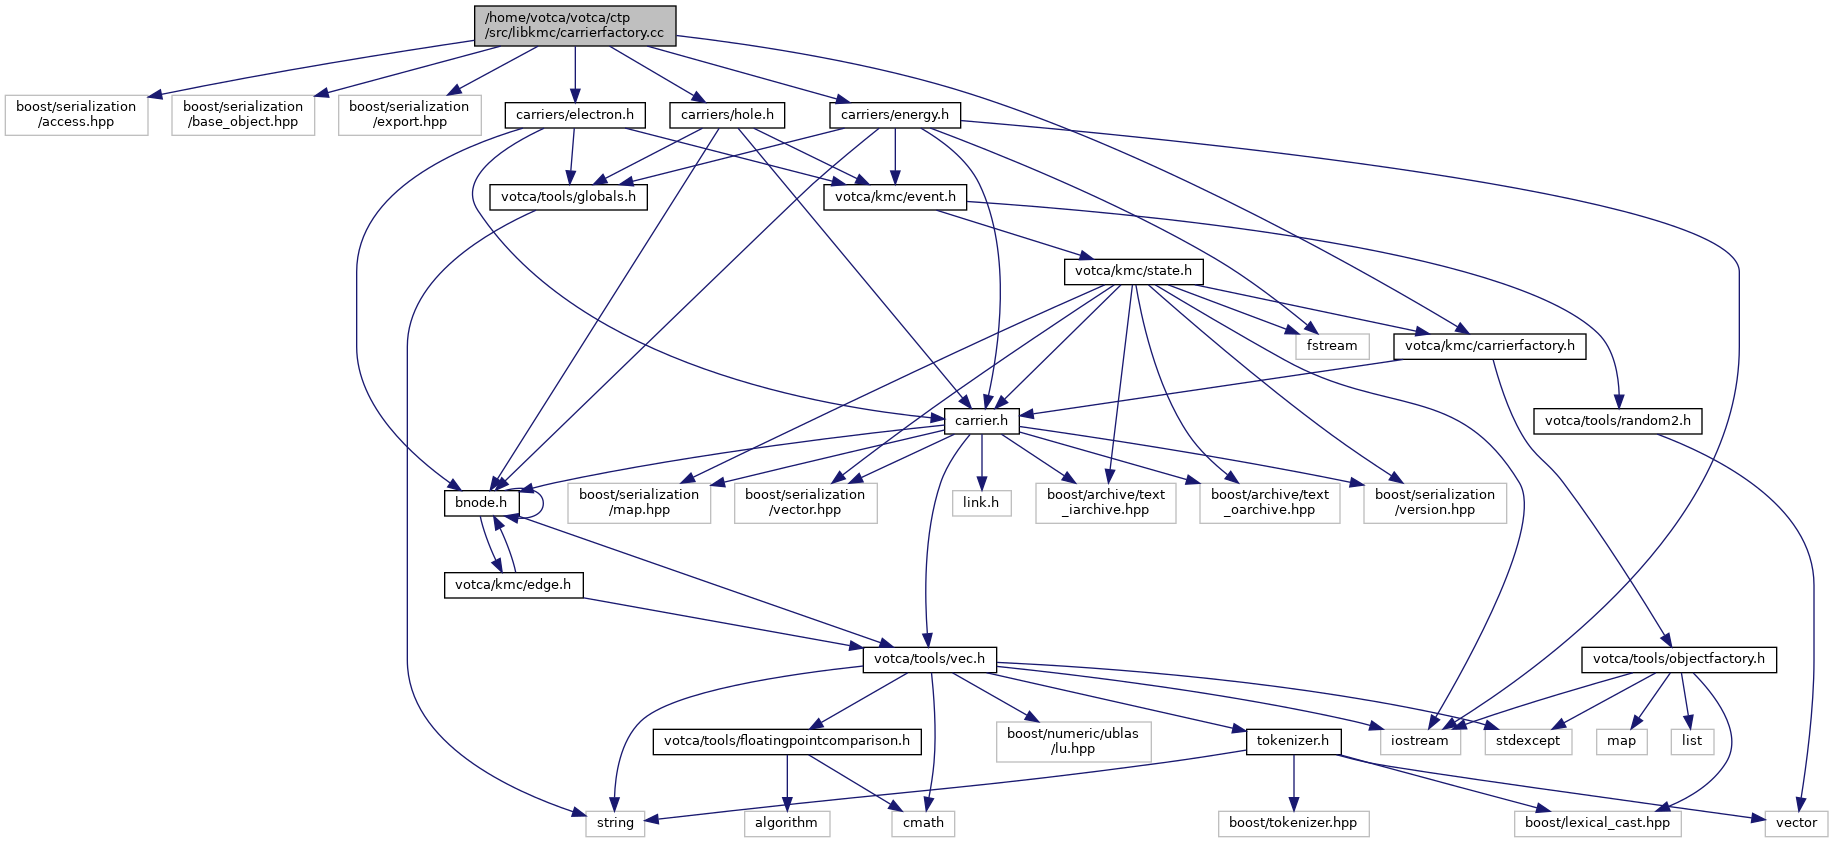 /home/votca/votca/ctp
/src/libkmc/carrierfactory.cc
boost/serialization
/access.hpp
boost/serialization
/base_object.hpp
boost/serialization
/export.hpp
carriers/electron.h
carriers/hole.h
carriers/energy.h
votca/tools/globals.h
votca/kmc/event.h
votca/kmc/state.h
fstream
votca/kmc/carrierfactory.h
carrier.h
votca/tools/random2.h
bnode.h
boost/serialization
/map.hpp
boost/serialization
/vector.hpp
link.h
boost/archive/text
_iarchive.hpp
boost/archive/text
_oarchive.hpp
boost/serialization
/version.hpp
votca/kmc/edge.h
votca/tools/vec.h
votca/tools/objectfactory.h
votca/tools/floatingpointcomparison.h
boost/numeric/ublas
/lu.hpp
tokenizer.h
iostream
stdexcept
map
list
string
algorithm
cmath
boost/tokenizer.hpp
boost/lexical_cast.hpp
vector